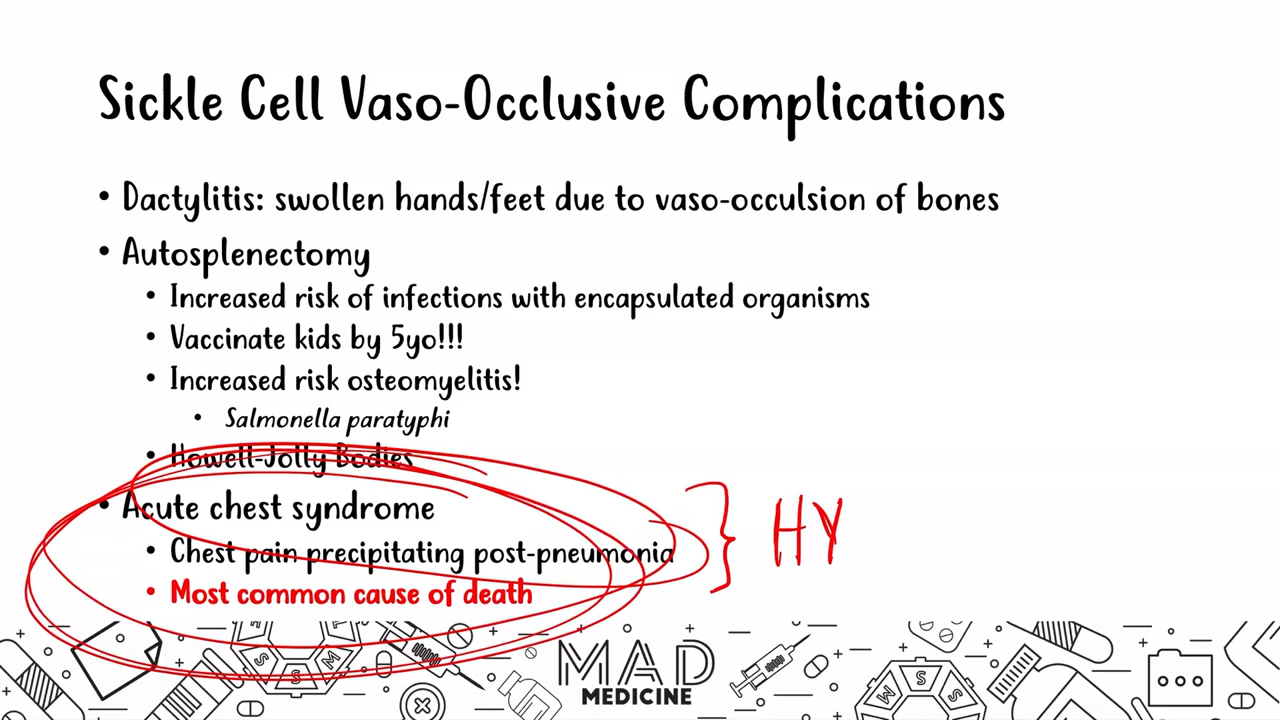 Sickle Cell Vaso-Occlusive Complications
• Dactylitis: swollen hands/feet due to vaso-occulsion of bones
• Autosplenectomy
• Increased risk of infections with encapsulated organisms
• Vaccinate kids by 5yo!!!
• Increased risk osteomyelitis!
• Salmonella paratyphi
• Howell-Jolly Bodies
• Acute chest syndrome
• Chest pain precipitating post-pneumonia
• Most common cause of death
HY
MAD
MEDICINE